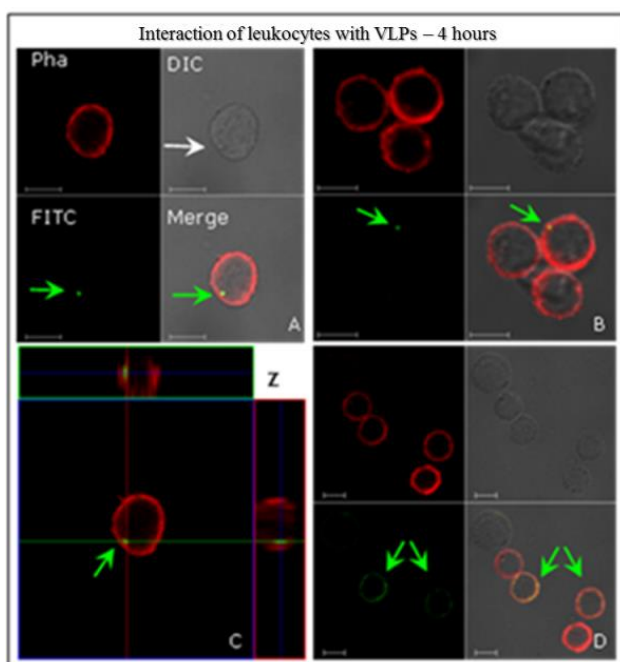 Interaction of leukocytes with VLPs – 4 hours
Pha
DIC
FITC
Merge
A
B
Z
C
D